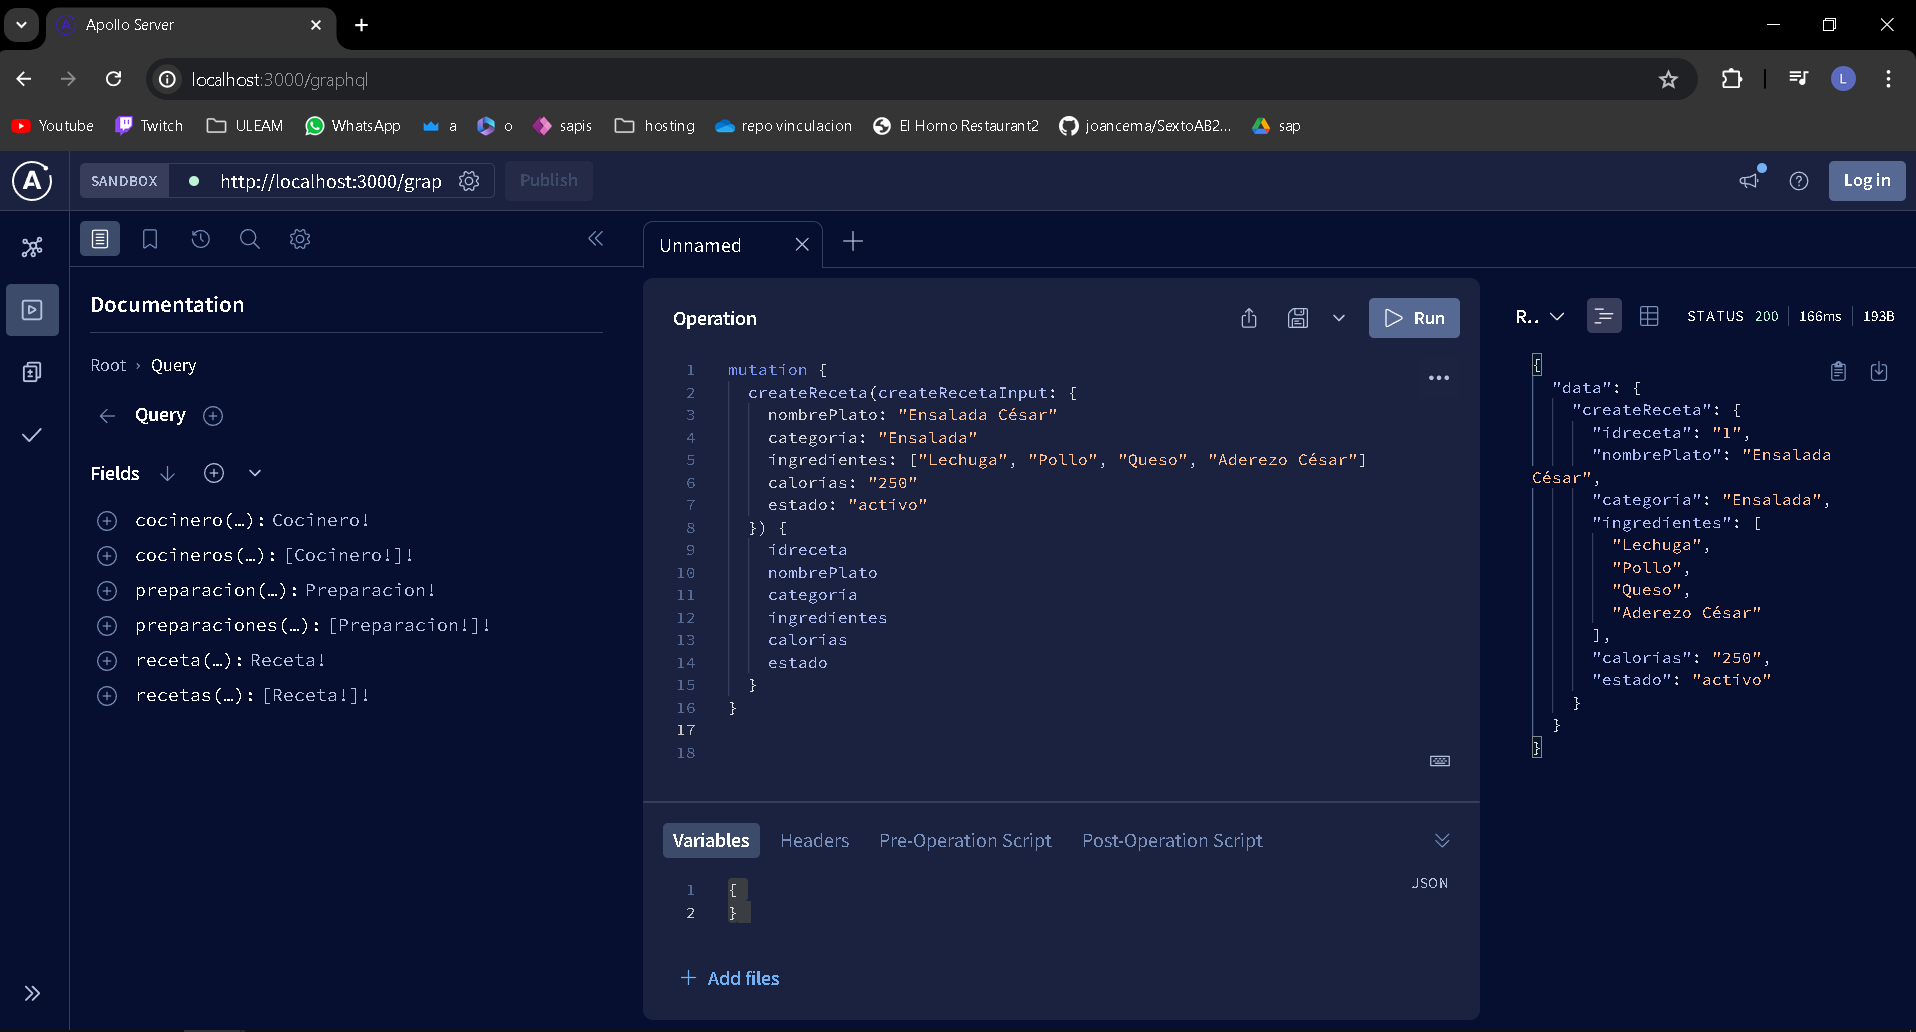 Apollo Server
localhost:3000/graphql
L
Youtube
Twitch
ULEAM
WhatsApp
a
o
sapis
hosting
repo vinculacion
El Horno Restaurant2
joancema/SextoAB2...
sap
SANDBOX
http://localhost:3000/grap
Publish
Log in
Unnamed
Documentation
Root › Query
Query
Fields
cocinero(…): Cocinero!
cocineros(…): [Cocinero!]!
preparacion(…): Preparacion!
preparaciones(…): [Preparacion!]!
receta(…): Receta!
recetas(…): [Receta!]!
Operation
Run
1 mutation {
2 createReceta(createRecetaInput: {
3 nombrePlato: "Ensalada César"
4 categoria: "Ensalada"
5 ingredientes: ["Lechuga", "Pollo", "Queso", "Aderezo César"]
6 calorias: "250"
7 estado: "activo"
8 }) {
9 idreceta
10 nombrePlato
11 categoria
12 ingredientes
13 calorias
14 estado
15 }
16 }
17
18
Variables
Headers
Pre-Operation Script
Post-Operation Script
JSON
1 {
2 }
+ Add files
R..
STATUS 200
166ms
193B
{
"data": {
"createReceta": {
"idreceta": "1",
"nombrePlato": "Ensalada
César",
"categoria": "Ensalada",
"ingredientes": [
"Lechuga",
"Pollo",
"Queso",
"Aderezo César"
],
"calorias": "250",
"estado": "activo"
}
}
}